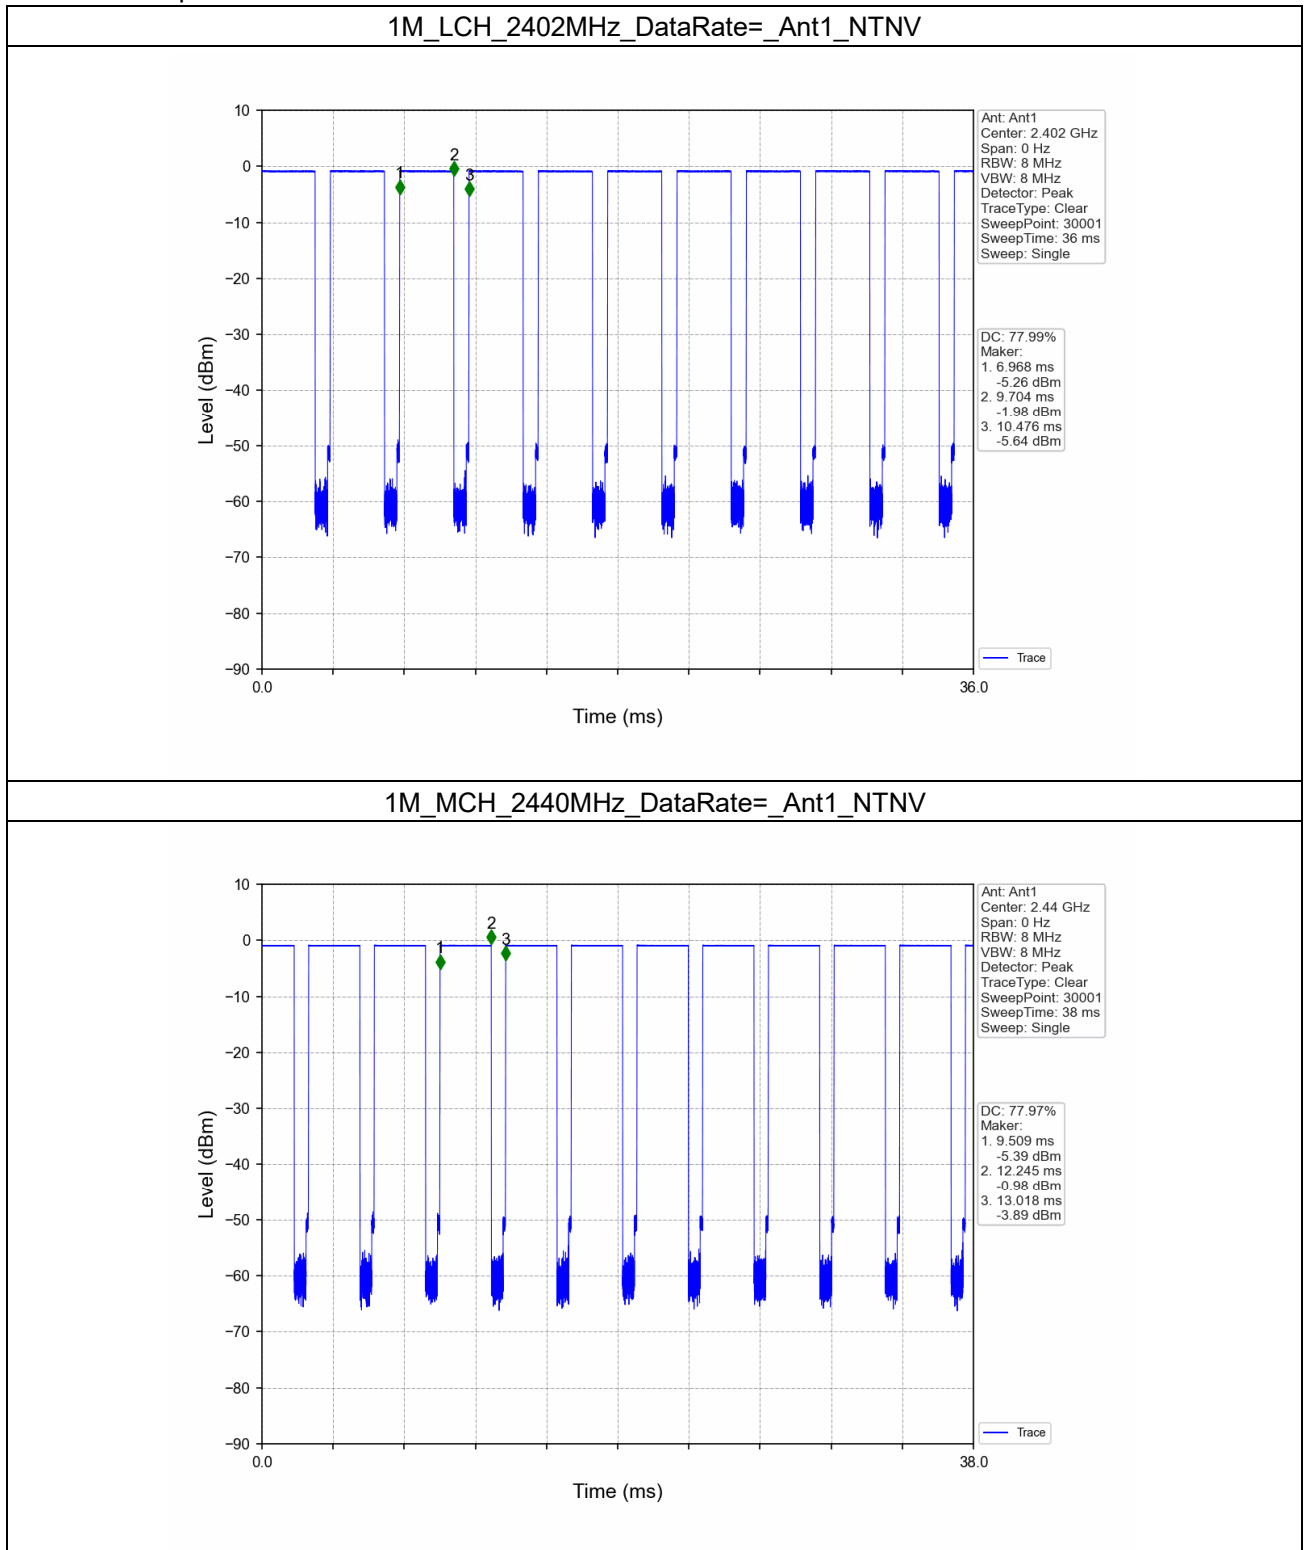 1M_LCH_2402MHz_DataRate=_Ant1_NTNV
10
0
−10
−20
−30
−40
−50
−60
−70
−80
−90
Level (dBm)
1
2
3
0.0
36.0
Time (ms)
Ant: Ant1
Center: 2.402 GHz
Span: 0 Hz
RBW: 8 MHz
VBW: 8 MHz
Detector: Peak
TraceType: Clear
SweepPoint: 30001
SweepTime: 36 ms
Sweep: Single
DC: 77.99%
Maker:
1. 6.968 ms
-5.26 dBm
2. 9.704 ms
-1.98 dBm
3. 10.476 ms
-5.64 dBm
Trace
1M_MCH_2440MHz_DataRate=_Ant1_NTNV
10
0
−10
−20
−30
−40
−50
−60
−70
−80
−90
Level (dBm)
1
2
3
0.0
38.0
Time (ms)
Ant: Ant1
Center: 2.44 GHz
Span: 0 Hz
RBW: 8 MHz
VBW: 8 MHz
Detector: Peak
TraceType: Clear
SweepPoint: 30001
SweepTime: 38 ms
Sweep: Single
DC: 77.97%
Maker:
1. 9.509 ms
-5.39 dBm
2. 12.245 ms
-0.98 dBm
3. 13.018 ms
-3.89 dBm
Trace